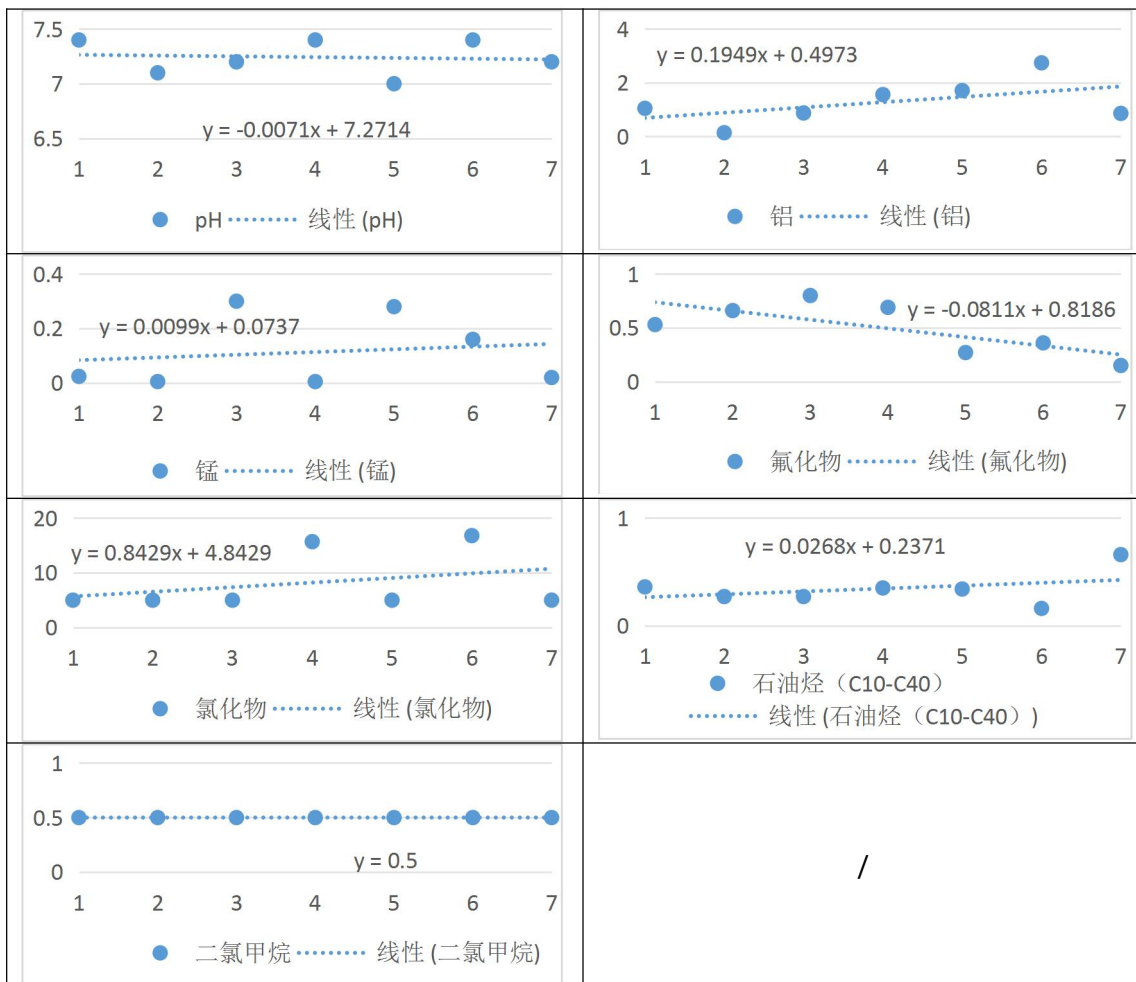 7.5
7
6.5
y = -0.0071x + 7.2714
1 2 3 4 5 6 7
pH 线性 (pH)
4
2
0
y = 0.1949x + 0.4973
1 2 3 4 5 6 7
铝 线性 (铝)
0.4
0.2
0
y = 0.0099x + 0.0737
1 2 3 4 5 6 7
锰 线性 (锰)
1
0.5
0
y = -0.0811x + 0.8186
1 2 3 4 5 6 7
氟化物 线性 (氟化物)
20
10
0
y = 0.8429x + 4.8429
1 2 3 4 5 6 7
氯化物 线性 (氯化物)
1
0
y = 0.0268x + 0.2371
1 2 3 4 5 6 7
石油烃（C10-C40）
线性 (石油烃（C10-C40）)
1
0.5
0
y = 0.5
1 2 3 4 5 6 7
二氯甲烷 线性 (二氯甲烷)
/